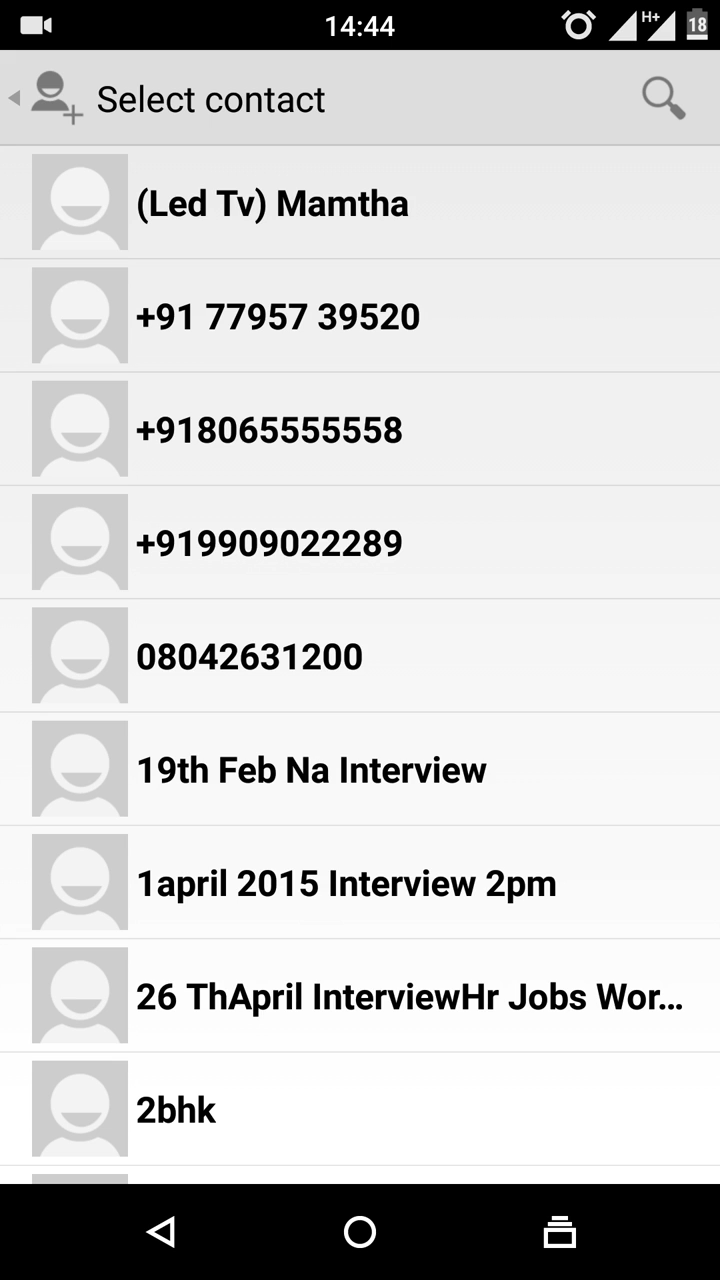 14:44
H+
18
Select contact
(Led Tv) Mamtha
+91 77957 39520
+918065555558
+919909022289
08042631200
19th Feb Na Interview
1april 2015 Interview 2pm
26 ThApril InterviewHr Jobs Wor...
2bhk